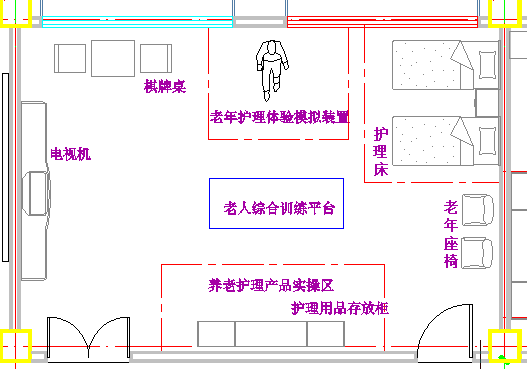 棋牌桌
老年护理体验模拟装置
护理床
电视机
老人综合训练平台
老年座椅
养老护理产品实操区
护理用品存放柜